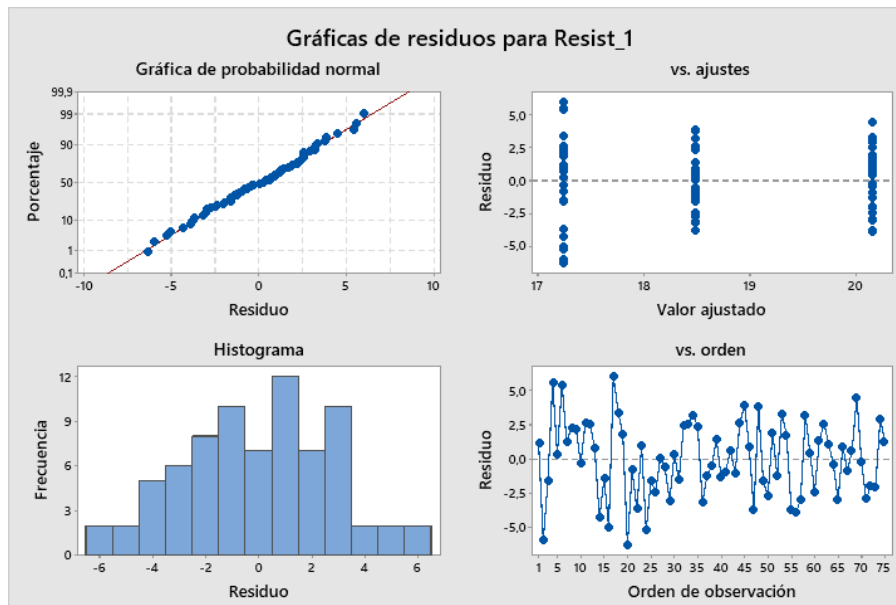 Gráficas de residuos para Resist_1
Gráfica de probabilidad normal
99,9
99
90
50
10
1
0,1
Porcentaje
-10 -5 0 5 10
Residuo
vs. ajustes
5,0
2,5
0,0
-2,5
-5,0
Residuo
17 18 19 20
Valor ajustado
Histograma
12
9
6
3
0
Frecuencia
-6 -4 -2 0 2 4 6
Residuo
vs. orden
5,0
2,5
0,0
-2,5
-5,0
Residuo
1 5 10 15 20 25 30 35 40 45 50 55 60 65 70 75
Orden de observación